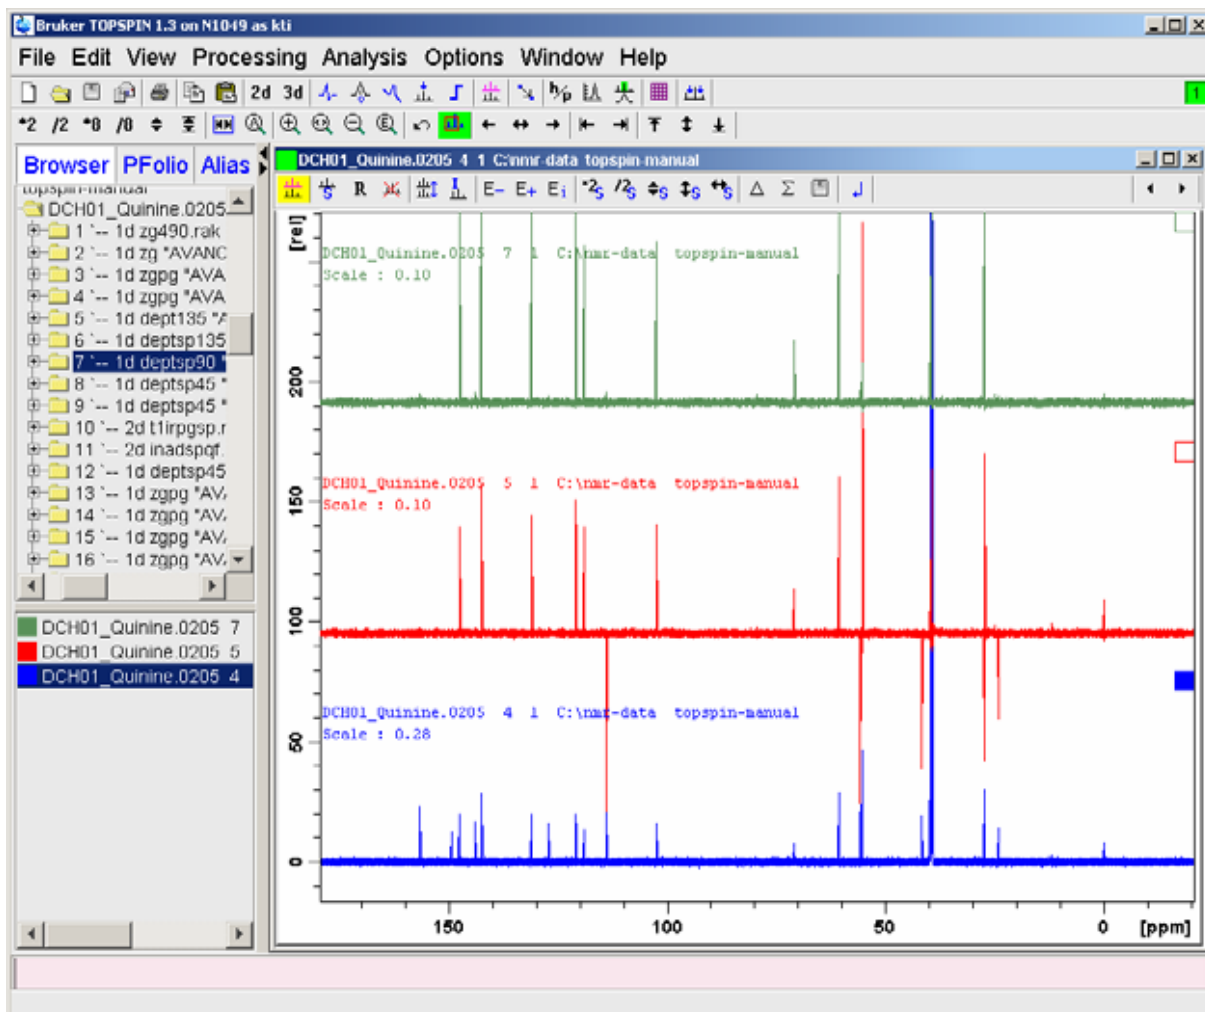 Bruker TOPSPIN 1.3 on N1049 as kti
File Edit View Processing Analysis Options Window Help
2d 3d h/p 1
*2 /2 *8 /8
Browser PFolio Alias
topspin-manual
DCH01_Quinine.0205
1 `-- 1d zg490.rak
2 `-- 1d zg "AVANC
3 `-- 1d zgpg "AVA
4 `-- 1d zgpg "AVA
5 `-- 1d dept135 "A
6 `-- 1d deptsp135
7 `-- 1d deptsp90 "
8 `-- 1d deptsp45 "
9 `-- 1d deptsp45 "
10 `-- 2d t1irpgsp.r
11 `-- 2d inadspqf.
12 `-- 1d deptsp45
13 `-- 1d zgpg "AV
14 `-- 1d zgpg "AV
15 `-- 1d zgpg "AV
16 `-- 1d zgpg "AV
DCH01_Quinine.0205 7
DCH01_Quinine.0205 5
DCH01_Quinine.0205 4
DCH01_Quinine.0205 4 1 C:\nmr-data topspin-manual
R E- E+ Ei *2S /2S S S S Δ Σ
[rel]
DCH01_Quinine.0205 7 1 C:\nmr-data topspin-manual
Scale : 0.10
200
DCH01_Quinine.0205 5 1 C:\nmr-data topspin-manual
150
Scale : 0.10
100
DCH01_Quinine.0205 4 1 C:\nmr-data topspin-manual
Scale : 0.28
50
0
150 100 50 0 [ppm]